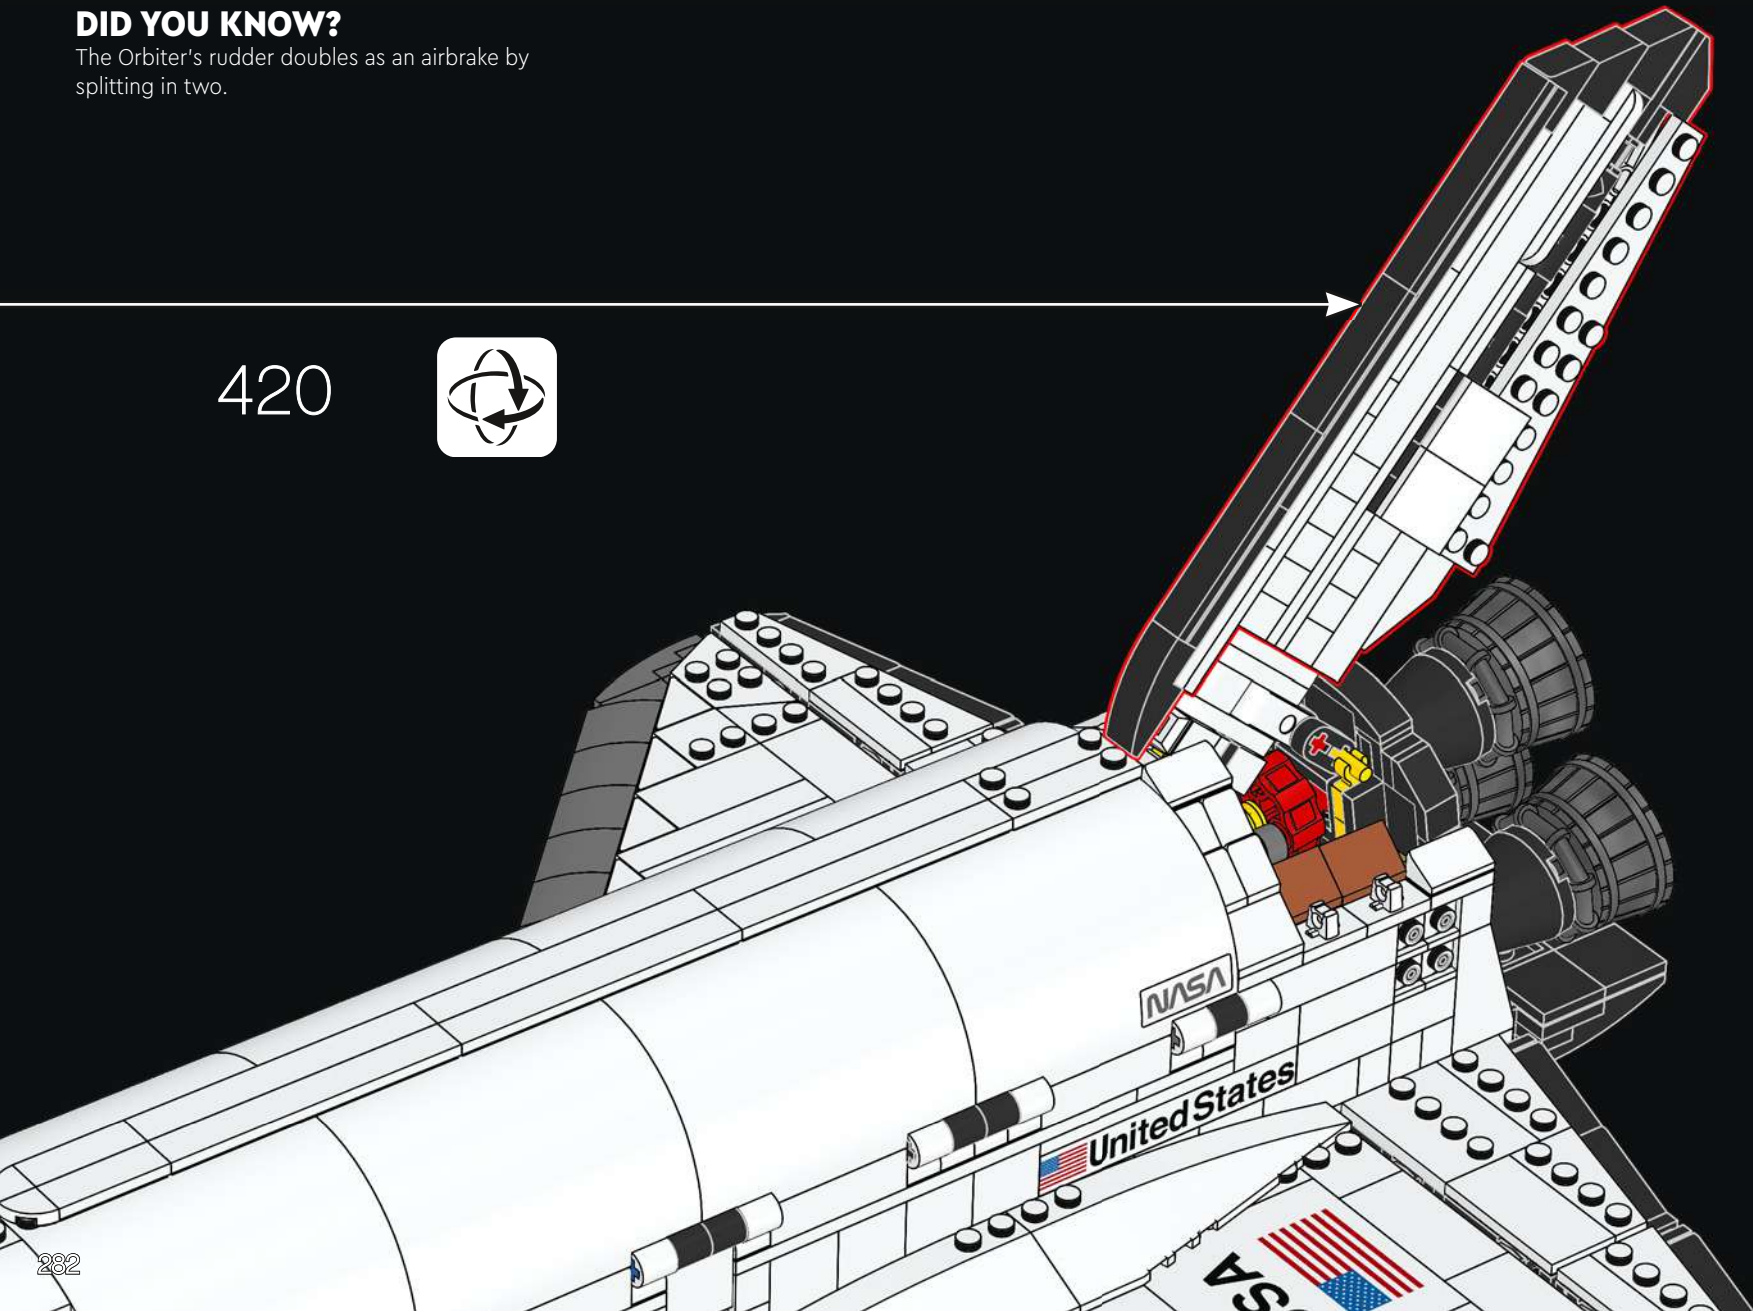 DID YOU KNOW?
The Orbiter's rudder doubles as an airbrake by
splitting in two.
420
NASA
United States
USA
282